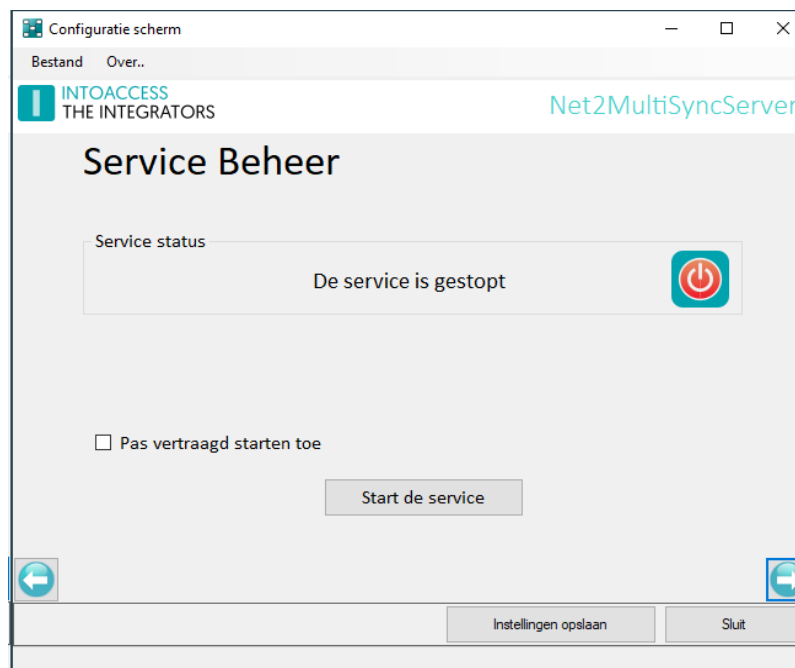 Configuratie scherm
Bestand Over..
INTOACCESS
THE INTEGRATORS
Net2MultiSyncServer
Service Beheer
Service status
De service is gestopt
Pas vertraagd starten toe
Start de service
Instellingen opslaan Sluit